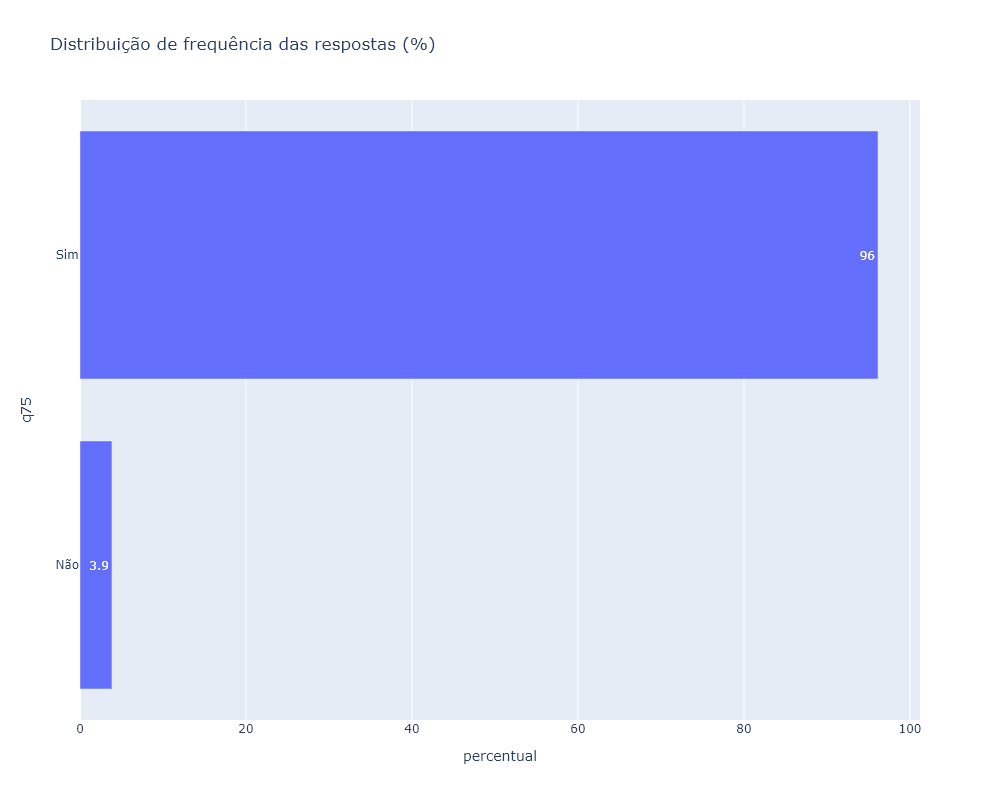 Distribuição de frequência das respostas (%)
Sim
96
q75
Não
3.9
0 20 40 60 80 100
percentual